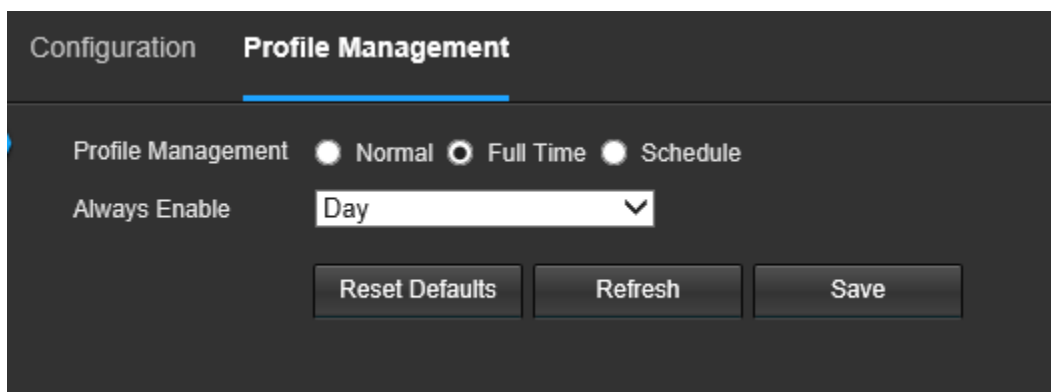 Configuration Profile Management
Profile Management Normal Full Time Schedule
Always Enable Day
Reset Defaults Refresh Save